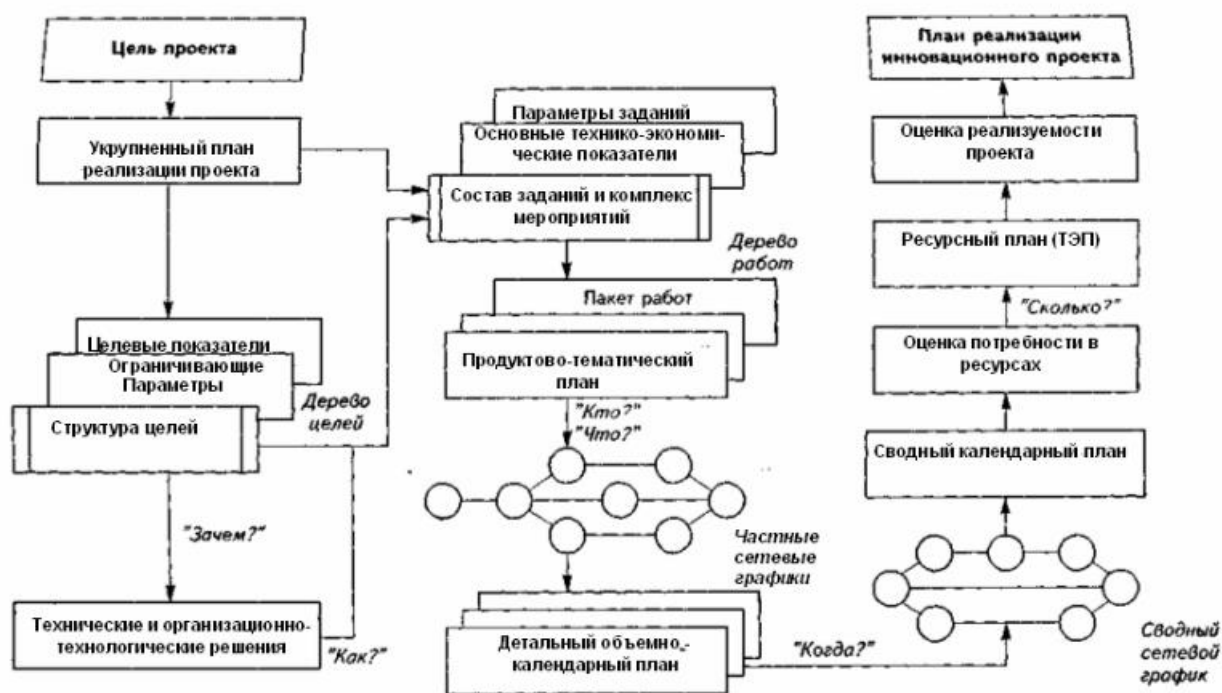 Цель проекта
Укрупненный план
реализации проекта
Целевые показатели
Ограничивающие
Параметры
Структура целей
Дерево
целей
"Зачем?"
Технические и организационно-
технологические решения
"Как?"
Параметры заданий
Основные технико-экономи-
ческие показатели
Состав заданий и комплекс
мероприятий
Дерево
работ
Пакет работ
Продуктово-тематический
план
"Кто?"
"Что?"
Частные
сетевые
графики
Детальный объемно-
календарный план
"Когда?"
План реализации
инновационного проекта
Оценка реализуемости
проекта
Ресурсный план (ТЭП)
"Сколько?"
Оценка потребности в
ресурсах
Сводный календарный план
Сводный
сетевой
график